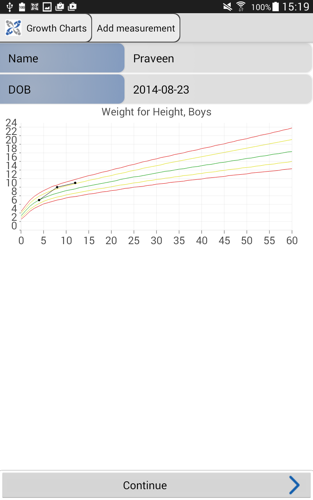 100% 15:19
Growth Charts
Add measurement
Name
Praveen
DOB
2014-08-23
Weight for Height, Boys
24
22
20
18
16
14
12
10
8
6
4
2
0
0 5 10 15 20 25 30 35 40 45 50 55 60
Continue